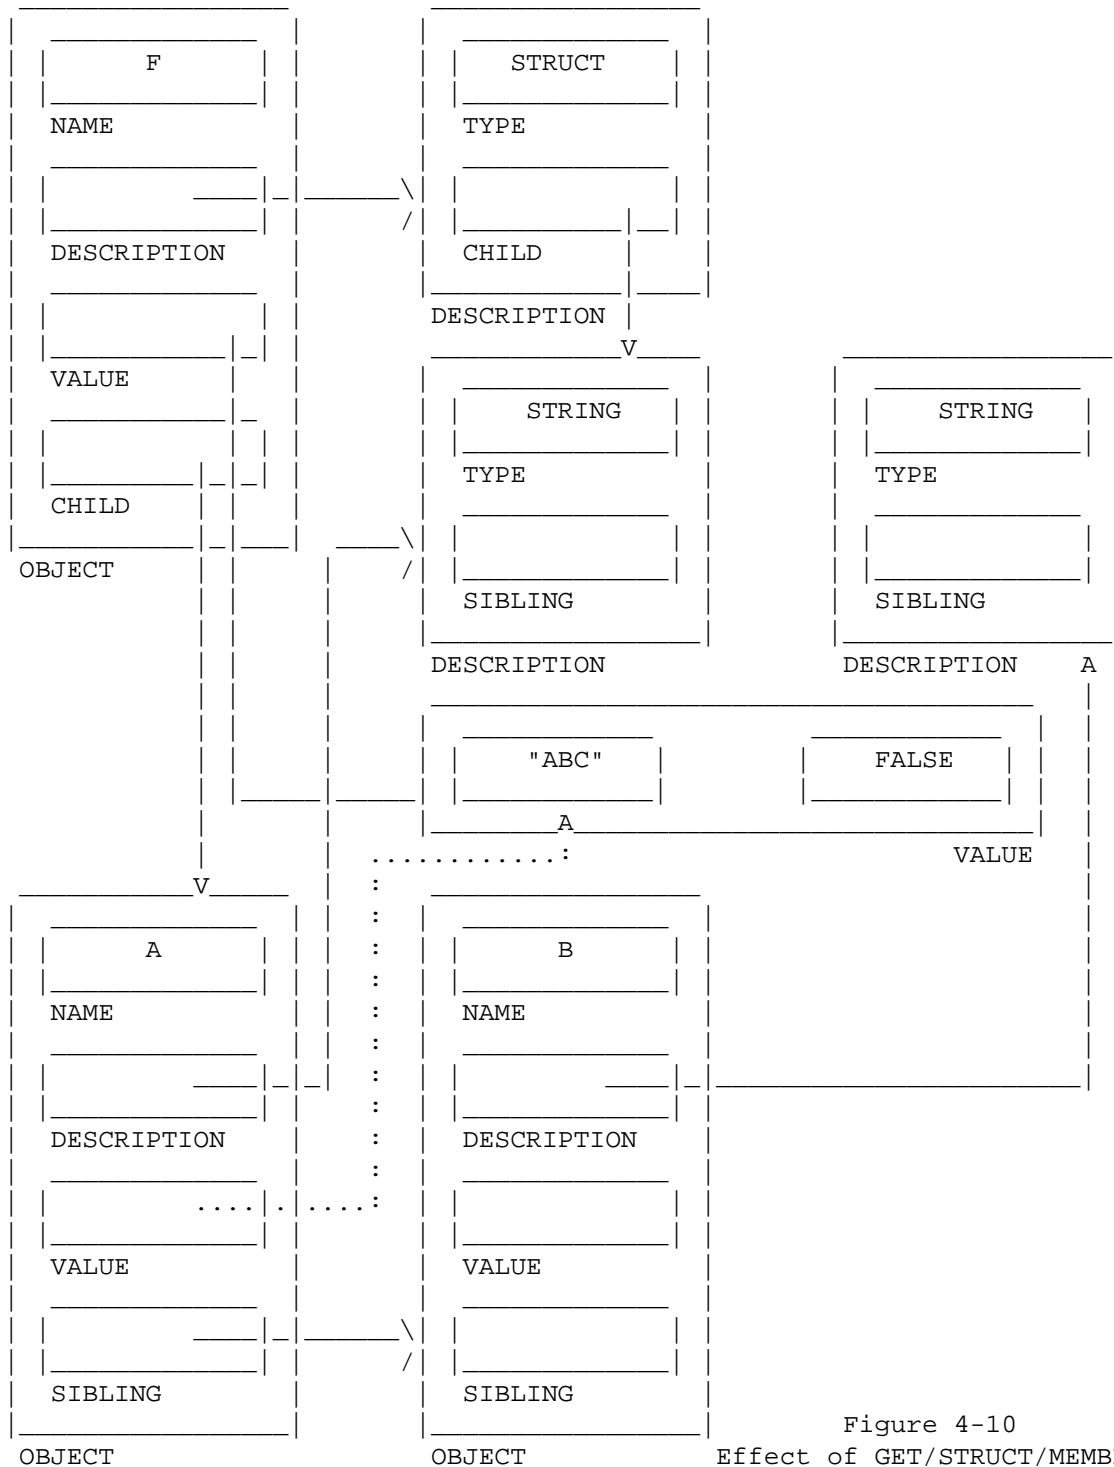 F STRUCT
NAME TYPE
DESCRIPTION CHILD
DESCRIPTION
V
VALUE
STRING STRING
TYPE TYPE
CHILD
OBJECT
SIBLING SIBLING
DESCRIPTION DESCRIPTION A
"ABC" FALSE
A
VALUE
V
A B
NAME NAME
DESCRIPTION DESCRIPTION
VALUE VALUE
SIBLING SIBLING
Figure 4-10
OBJECT OBJECT Effect of GET/STRUCT/MEMB